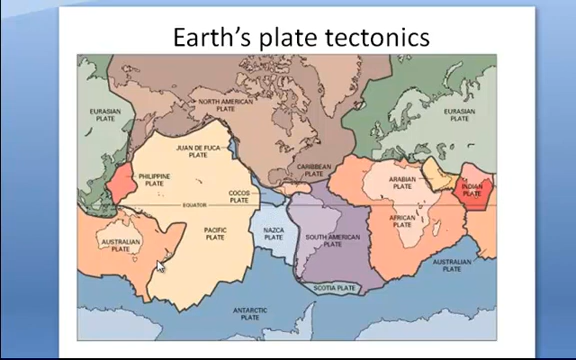 Earth's plate tectonics
NORTH AMERICAN
PLATE
EURASIAN
PLATE
EURASIAN
PLATE
JUAN DE FUCA
PLATE
CARIBBEAN
PLATE
PHILIPPINE
PLATE
ARABIAN
PLATE
INDIAN
PLATE
COCOS
PLATE
EQUATOR
AFRICAN
PLATE
AUSTRALIAN
PLATE
PACIFIC
PLATE
NAZCA
PLATE
SOUTH AMERICAN
PLATE
AUSTRALIAN
PLATE
SCOTIA PLATE
ANTARCTIC
PLATE